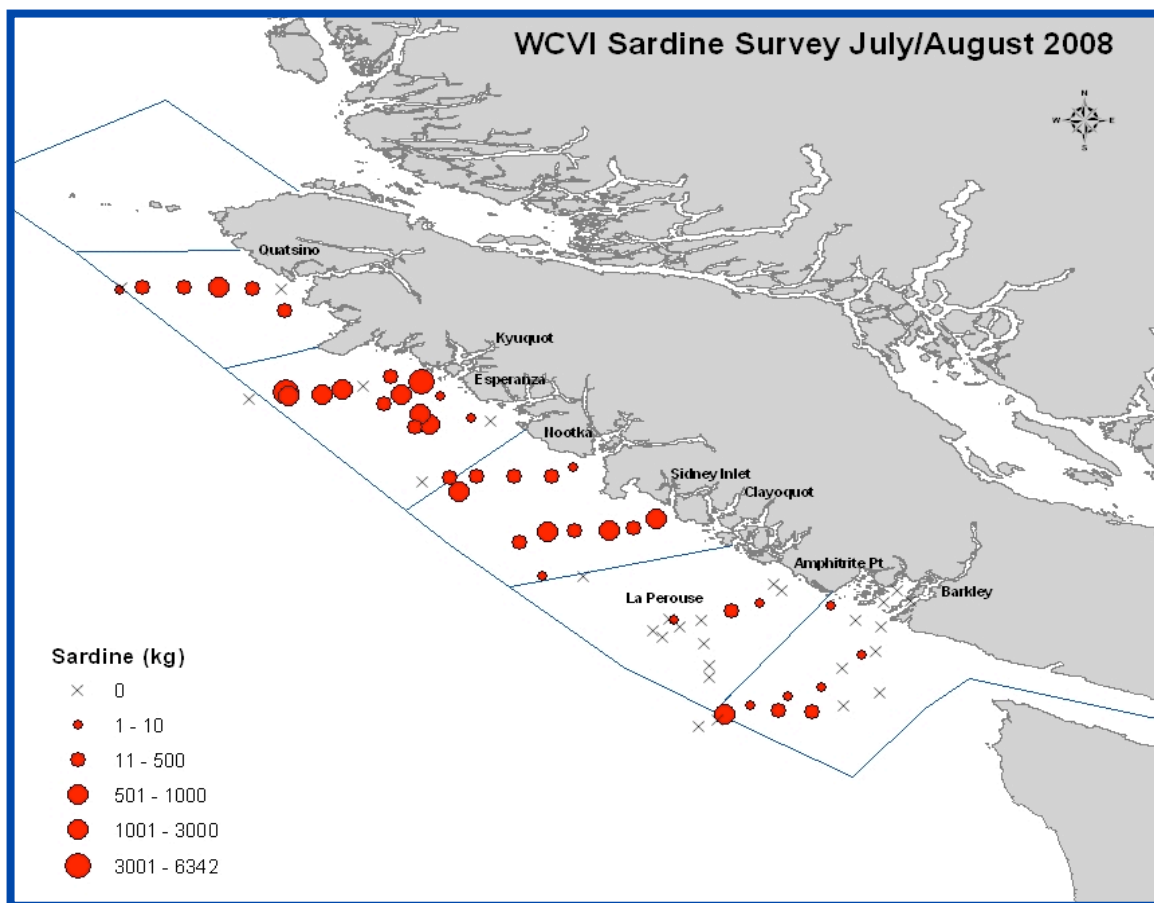 WCVI Sardine Survey July/August 2008
N
W E
S
Quatsino
Kyuquot
Esperanza
Nootka
Sidney Inlet
Clayoquot
Amphitrite Pt
Barkley
La Perouse
Sardine (kg)
0
1 - 10
11 - 500
501 - 1000
1001 - 3000
3001 - 6342